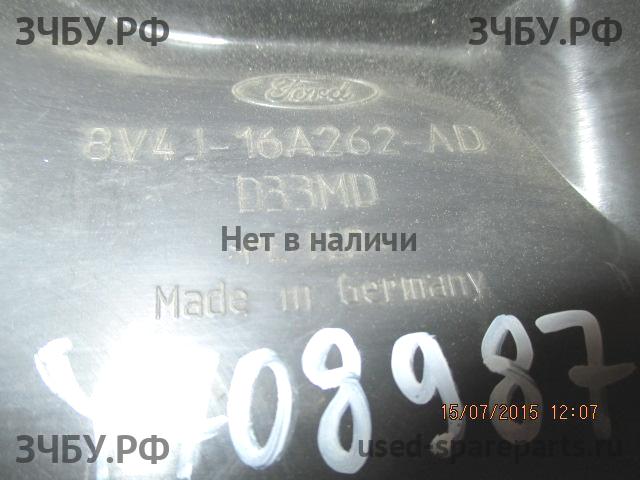 ЗЧБУ.РФ ЗЧБУ.РФ
Ford
8V4J-16A262-AD
D33MD
Нет в наличи
Made in Germany
08987
15/07/2015 12:07
ЗЧБУ.РФ used-spareparts.ru